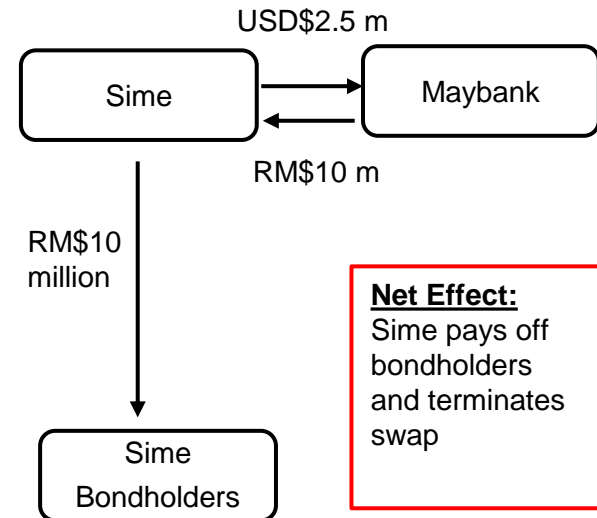 USD$2.5 m
Sime
Maybank
RM$10 m
RM$10
million
Net Effect:
Sime pays off
bondholders
and terminates
swap
Sime
Bondholders